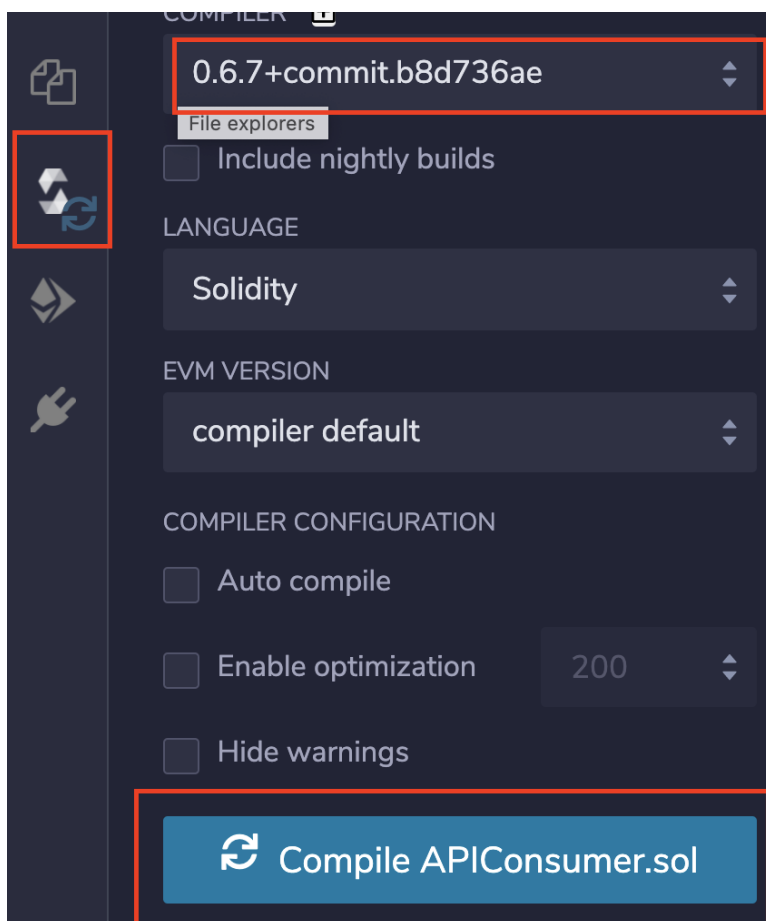 COMPILER
0.6.7+commit.b8d736ae
File explorers
Include nightly builds
LANGUAGE
Solidity
EVM VERSION
compiler default
COMPILER CONFIGURATION
Auto compile
Enable optimization 200
Hide warnings
Compile APIConsumer.sol